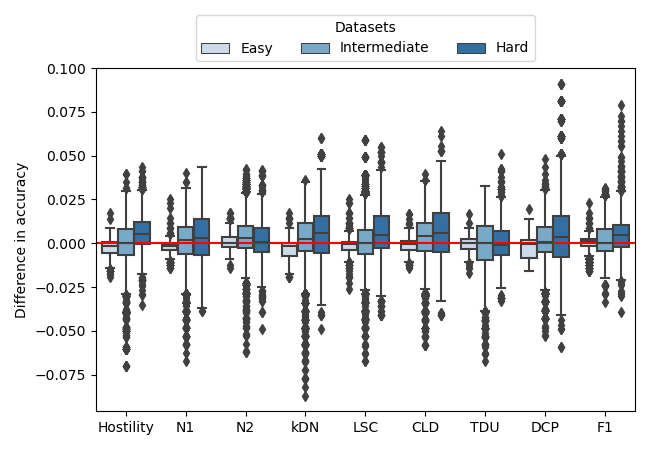 Datasets
Easy Intermediate Hard
Difference in accuracy
0.100
0.075
0.050
0.025
0.000
−0.025
−0.050
−0.075
Hostility N1 N2 kDN LSC CLD TDU DCP F1